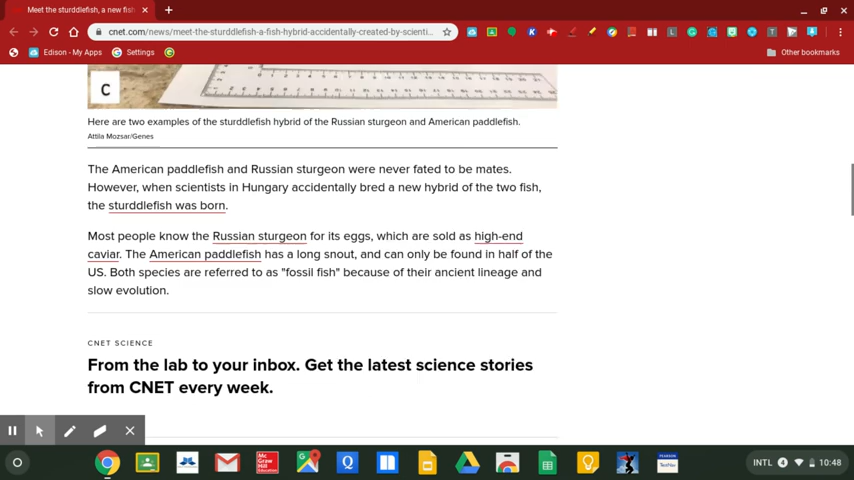 Meet the sturddlefish, a new fish
cnet.com/news/meet-the-sturddlefish-a-fish-hybrid-accidentally-created-by-scienti...
Edison - My Apps
Settings
Other bookmarks
C
Here are two examples of the sturddlefish hybrid of the Russian sturgeon and American paddlefish.
Attila Mozsar/Genes
The American paddlefish and Russian sturgeon were never fated to be mates.
However, when scientists in Hungary accidentally bred a new hybrid of the two fish,
the sturddlefish was born.
Most people know the Russian sturgeon for its eggs, which are sold as high-end
caviar. The American paddlefish has a long snout, and can only be found in half of the
US. Both species are referred to as "fossil fish" because of their ancient lineage and
slow evolution.
CNET SCIENCE
From the lab to your inbox. Get the latest science stories
from CNET every week.
INTL 4 10:48